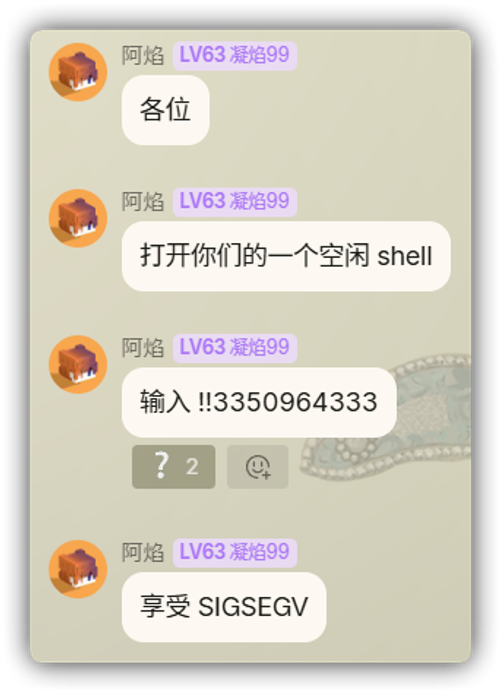 阿焰 LV63 凝焰99
各位
阿焰 LV63 凝焰99
打开你们的一个空闲 shell
阿焰 LV63 凝焰99
输入 !!3350964333
? 2
阿焰 LV63 凝焰99
享受 SIGSEGV